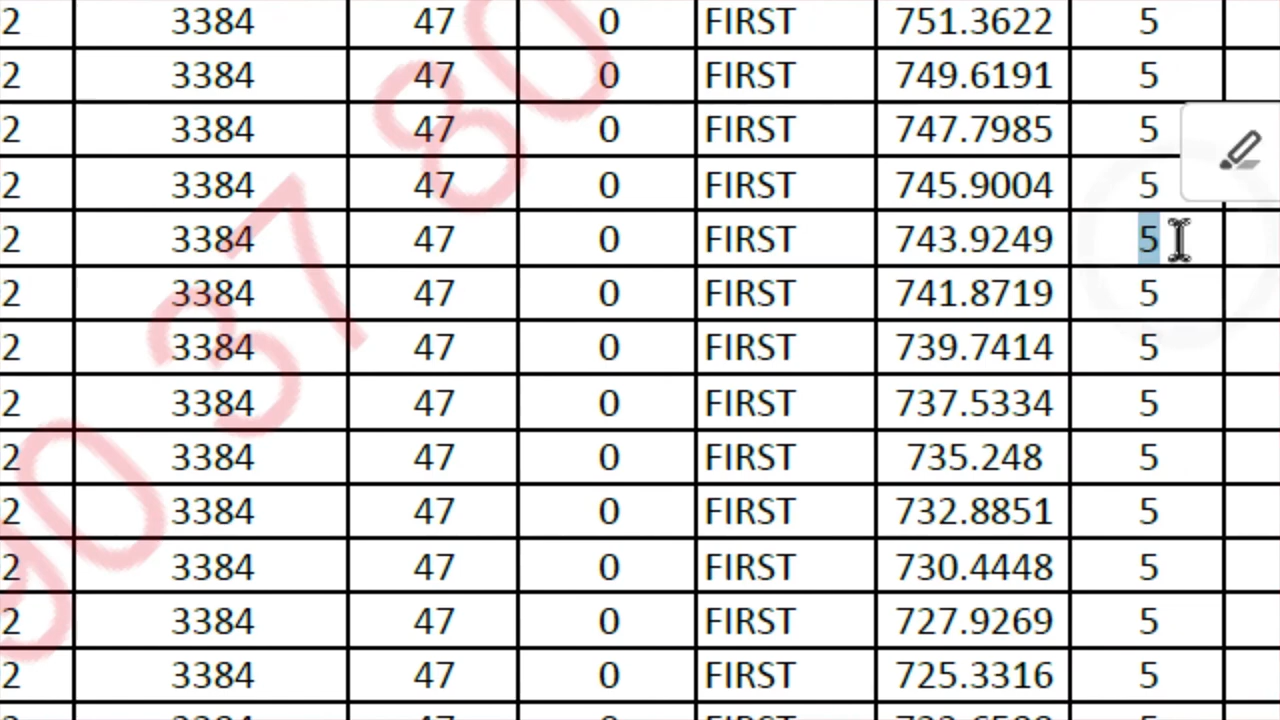 2 3384 47 0 FIRST 751.3622 5
2 3384 47 0 FIRST 749.6191 5
2 3384 47 0 FIRST 747.7985 5
2 3384 47 0 FIRST 745.9004 5
2 3384 47 0 FIRST 743.9249 5
2 3384 47 0 FIRST 741.8719 5
2 3384 47 0 FIRST 739.7414 5
2 3384 47 0 FIRST 737.5334 5
2 3384 47 0 FIRST 735.248 5
2 3384 47 0 FIRST 732.8851 5
2 3384 47 0 FIRST 730.4448 5
2 3384 47 0 FIRST 727.9269 5
2 3384 47 0 FIRST 725.3316 5
90 37 80